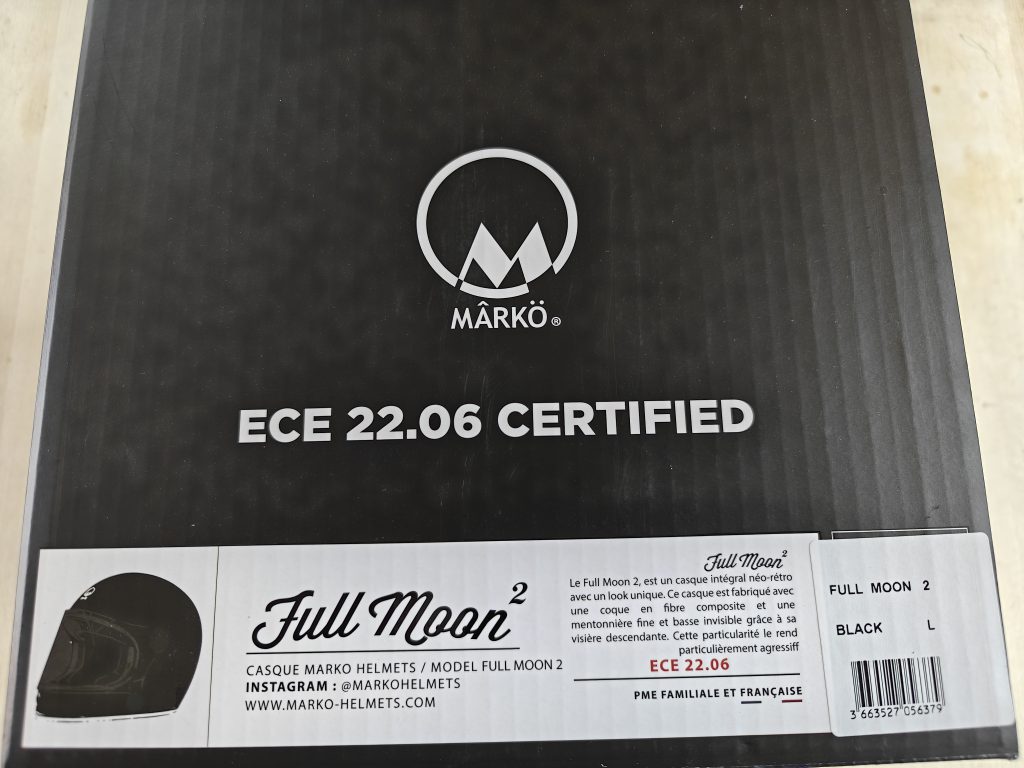 MÂRKÖ®
ECE 22.06 CERTIFIED
Full Moon²
CASQUE MARKO HELMETS / MODEL FULL MOON 2
INSTAGRAM : @MARKOHELMETS
WWW.MARKO-HELMETS.COM
Full Moon²
Le Full Moon 2, est un casque intégral néo-rétro
avec un look unique. Ce casque est fabriqué avec
une coque en fibre composite et une
mentonnière fine et basse invisible grâce à sa
visière descendante. Cette particularité le rend
particulièrement agressiff
ECE 22.06
PME FAMILIALE ET FRANÇAISE
FULL MOON 2
BLACK L
3 663527 056379